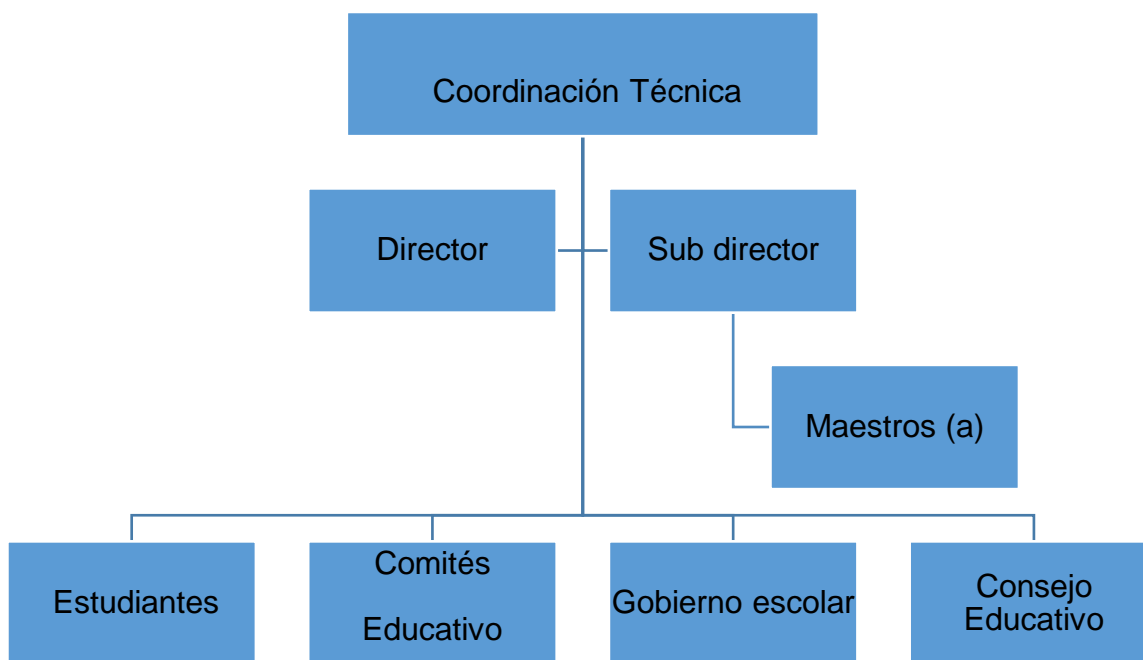 Coordinación Técnica
Director
Sub director
Maestros (a)
Estudiantes
Comités
Educativo
Gobierno escolar
Consejo
Educativo